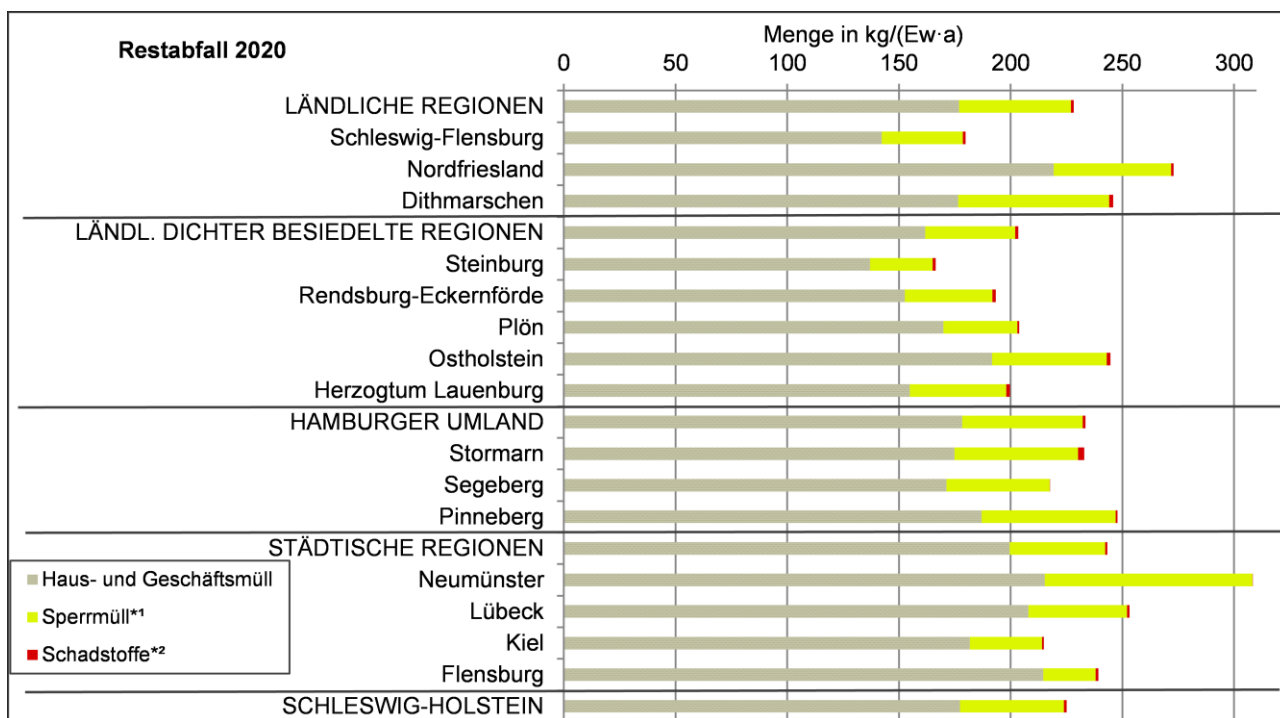 Restabfall 2020
Menge in kg/(Ew·a)
0 50 100 150 200 250 300
LÄNDLICHE REGIONEN
Schleswig-Flensburg
Nordfriesland
Dithmarschen
LÄNDL. DICHTER BESIEDELTE REGIONEN
Steinburg
Rendsburg-Eckernförde
Plön
Ostholstein
Herzogtum Lauenburg
HAMBURGER UMLAND
Stormarn
Segeberg
Pinneberg
STÄDTISCHE REGIONEN
Neumünster
Lübeck
Kiel
Flensburg
SCHLESWIG-HOLSTEIN
Haus- und Geschäftsmüll
Sperrmüll*¹
Schadstoffe*²